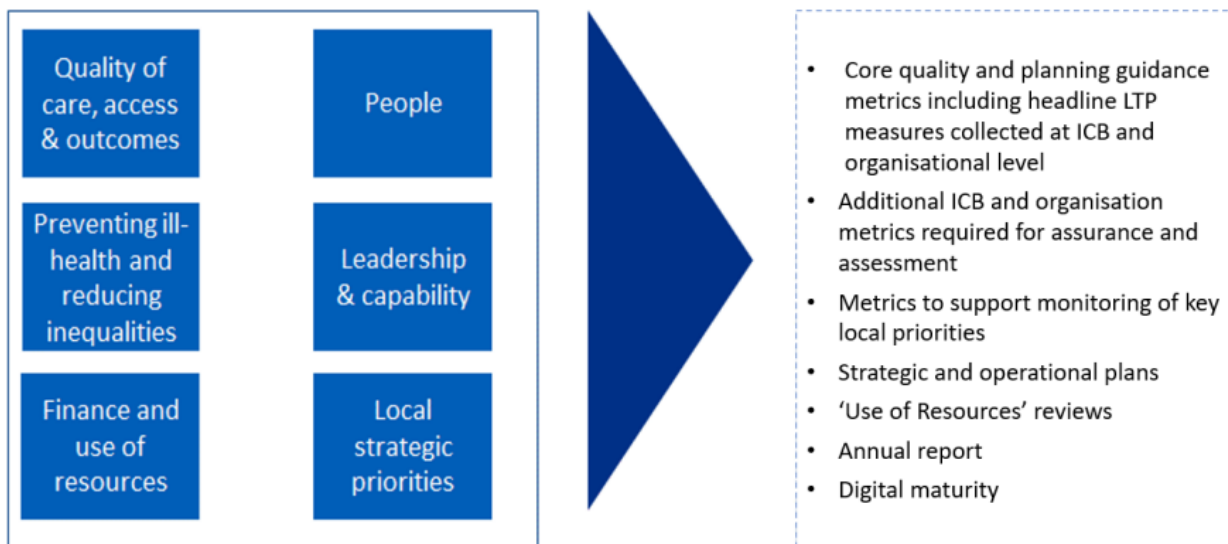 Quality of
care, access
& outcomes
People
Preventing ill-
health and
reducing
inequalities
Leadership
& capability
Finance and
use of
resources
Local
strategic
priorities
• Core quality and planning guidance
metrics including headline LTP
measures collected at ICB and
organisational level
• Additional ICB and organisation
metrics required for assurance and
assessment
• Metrics to support monitoring of key
local priorities
• Strategic and operational plans
• ‘Use of Resources’ reviews
• Annual report
• Digital maturity